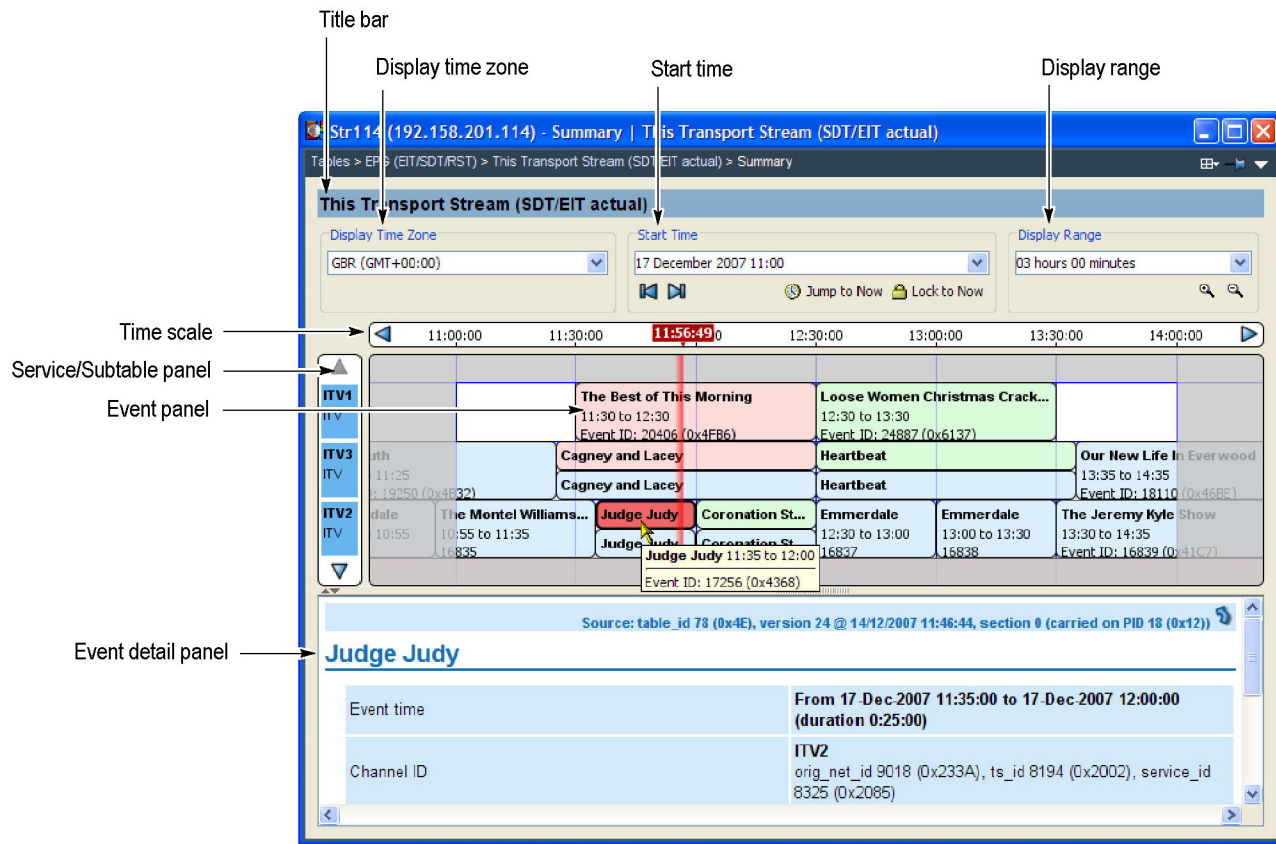 Title bar
Display time zone
Start time
Display range
Str114 (192.158.201.114) - Summary | This Transport Stream (SDT/EIT actual)
Tables > EPG (EIT/SDT/RST) > This Transport Stream (SDT/EIT actual) > Summary
This Transport Stream (SDT/EIT actual)
Display Time Zone
Start Time
Display Range
GBR (GMT+00:00)
17 December 2007 11:00
03 hours 00 minutes
Jump to Now
Lock to Now
Time scale
11:00:00 11:30:00 11:56:49 0 12:30:00 13:00:00 13:30:00 14:00:00
Service/Subtable panel
Event panel
ITV1
ITV
The Best of This Morning
11:30 to 12:30
Event ID: 20406 (0x4FB6)
Loose Women Christmas Crack...
12:30 to 13:30
Event ID: 24887 (0x6137)
ITV3
ITV
uth
11:25
: 19250 (0x4B32)
Cagney and Lacey
Cagney and Lacey
Heartbeat
Heartbeat
Our New Life In Everwood
13:35 to 14:35
Event ID: 18110 (0x46BE)
ITV2
ITV
dale
10:55
The Montel Williams...
10:55 to 11:35
16835
Judge Judy
Judge Judy
Coronation St...
Coronation St...
Emmerdale
12:30 to 13:00
16837
Emmerdale
13:00 to 13:30
16838
The Jeremy Kyle Show
13:30 to 14:35
Event ID: 16839 (0x41C7)
Judge Judy 11:35 to 12:00
Event ID: 17256 (0x4368)
Source: table_id 78 (0x4E), version 24 @ 14/12/2007 11:46:44, section 0 (carried on PID 18 (0x12))
Event detail panel
Judge Judy
Event time
From 17-Dec-2007 11:35:00 to 17-Dec-2007 12:00:00
(duration 0:25:00)
Channel ID
ITV2
orig_net_id 9018 (0x233A), ts_id 8194 (0x2002), service_id
8325 (0x2085)